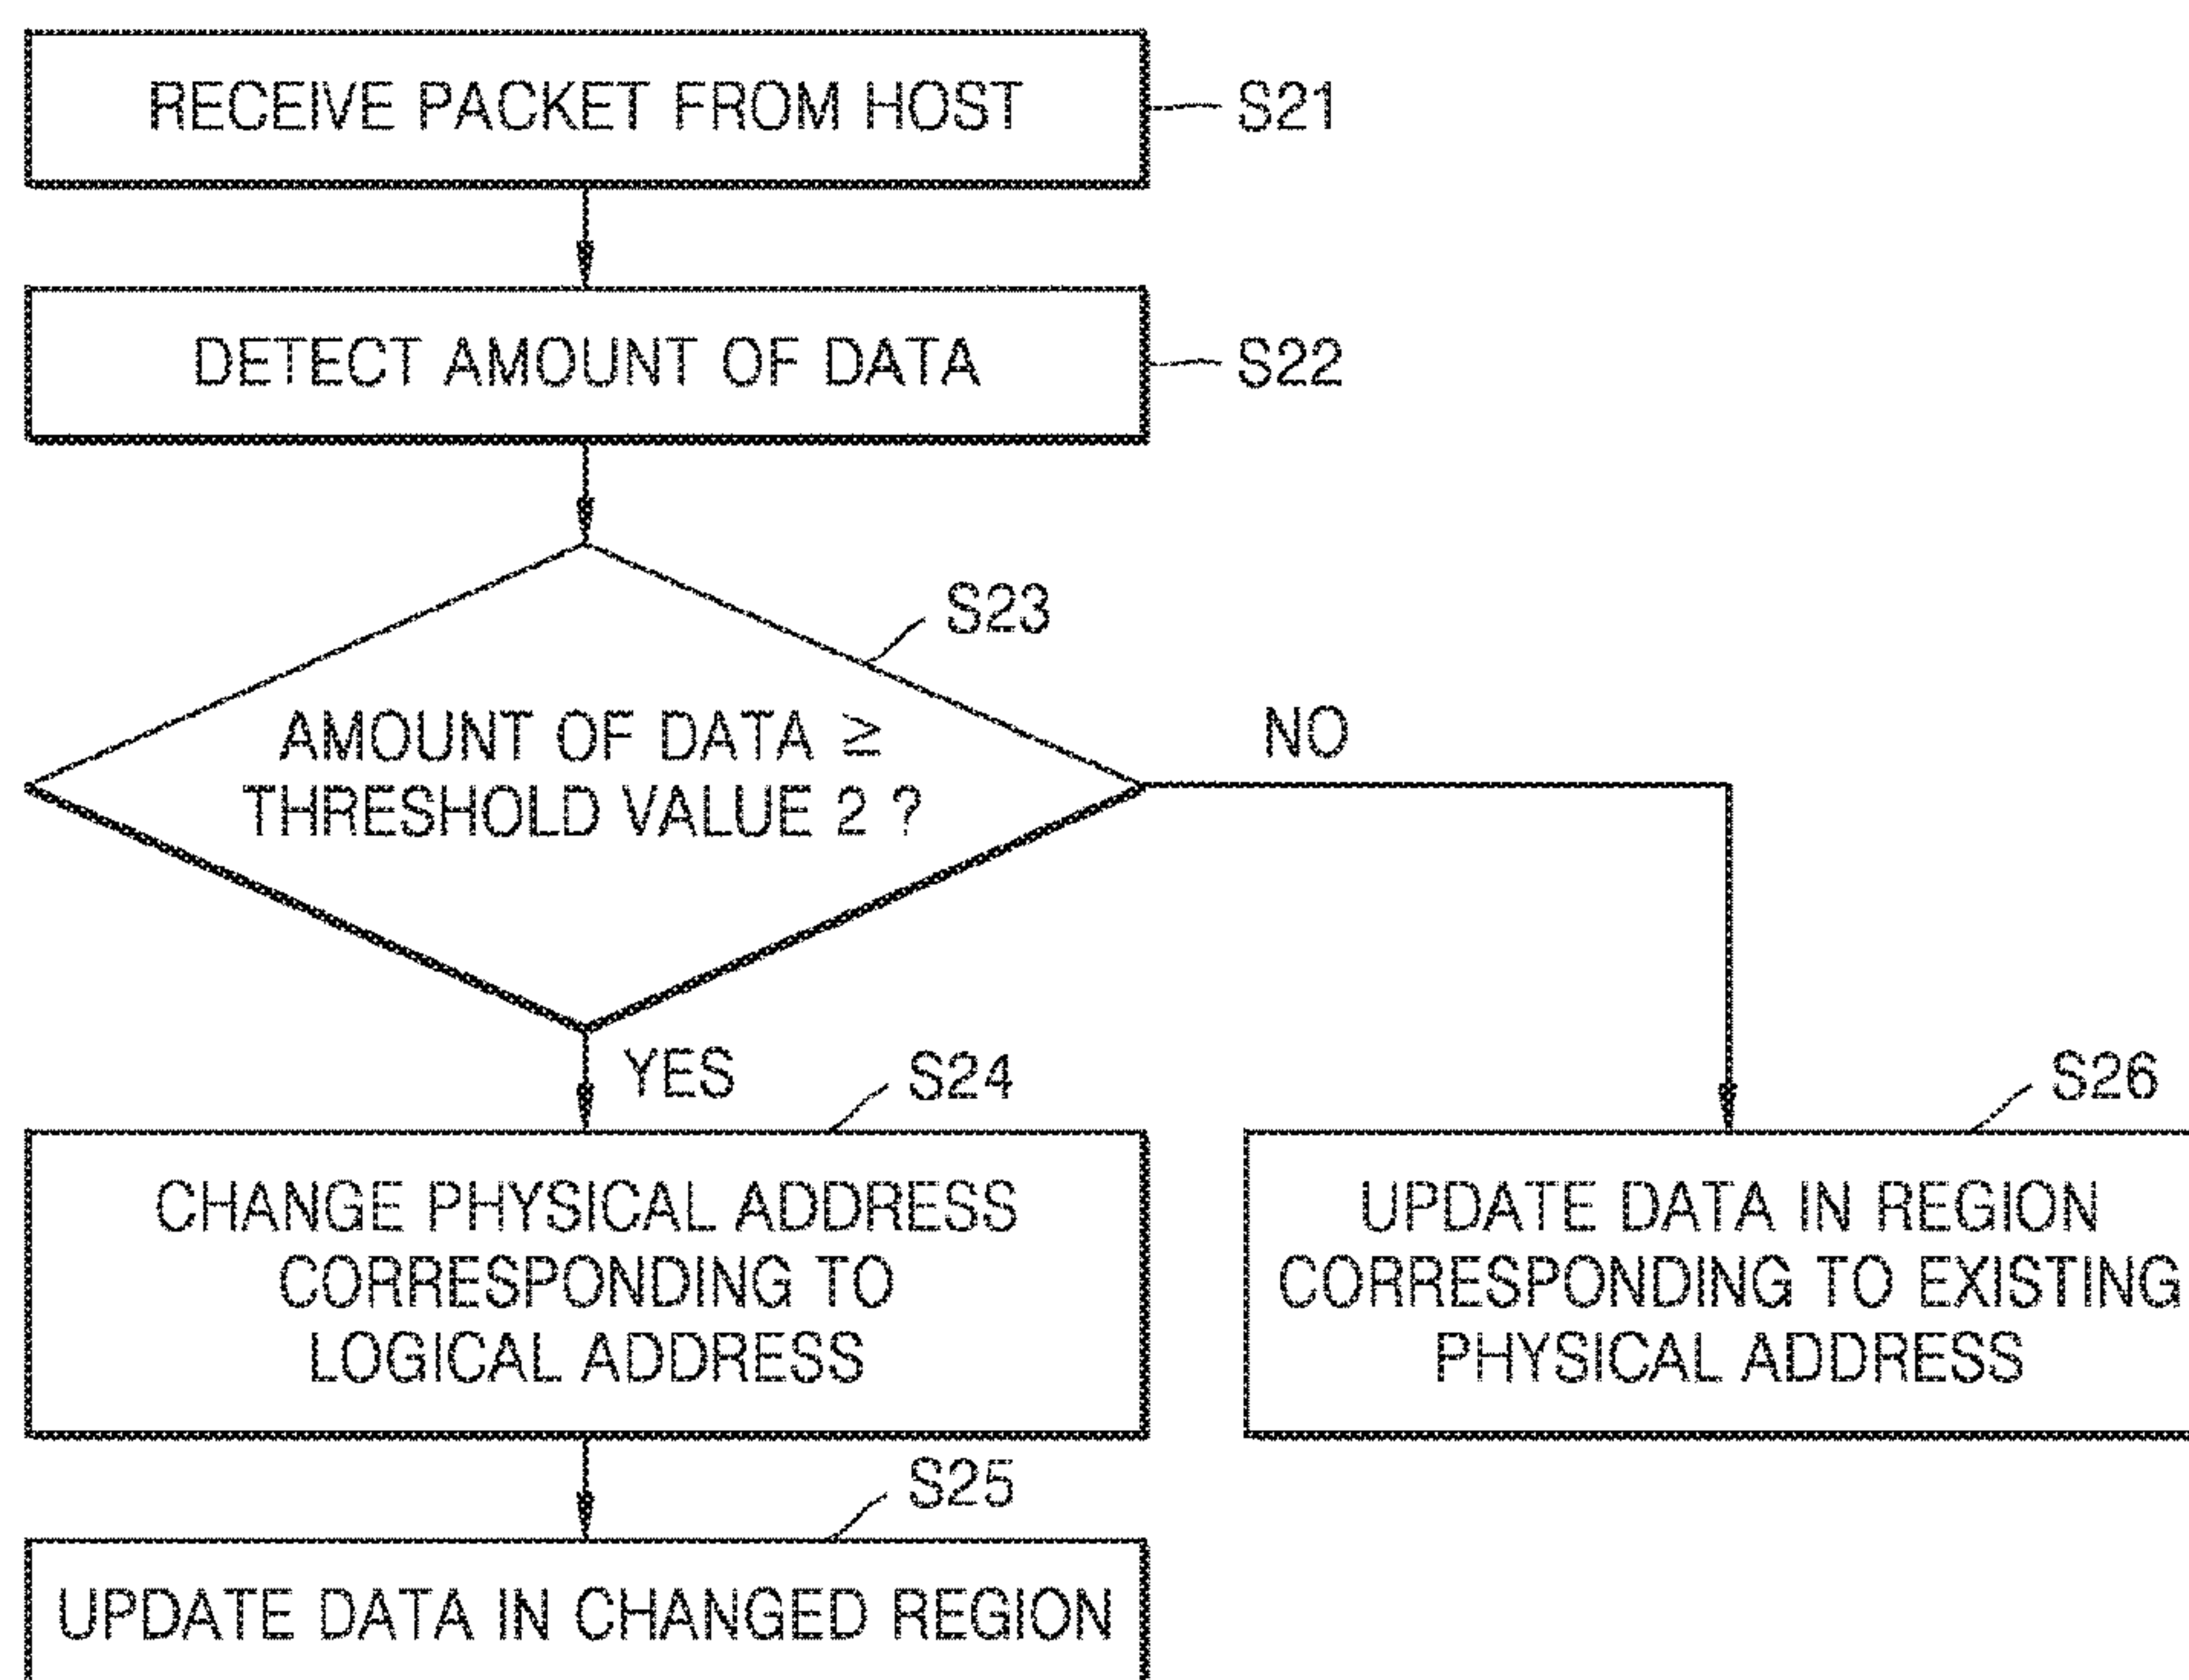 RECEIVE PACKET FROM HOST
S21
DETECT AMOUNT OF DATA
S22
S23
AMOUNT OF DATA ≥
THRESHOLD VALUE 2 ?
NO
YES
S24
CHANGE PHYSICAL ADDRESS
CORRESPONDING TO
LOGICAL ADDRESS
S26
UPDATE DATA IN REGION
CORRESPONDING TO EXISTING
PHYSICAL ADDRESS
S25
UPDATE DATA IN CHANGED REGION